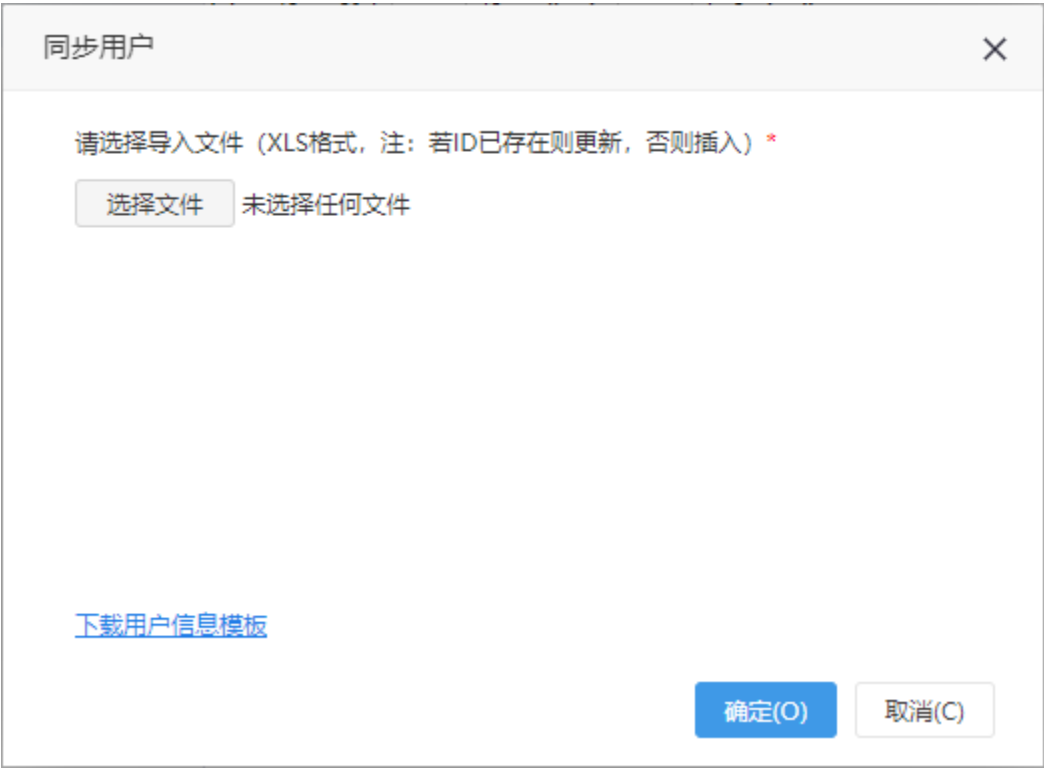 同步用户
请选择导入文件（XLS格式，注：若ID已存在则更新，否则插入）*
选择文件 未选择任何文件
下载用户信息模板
确定(O) 取消(C)